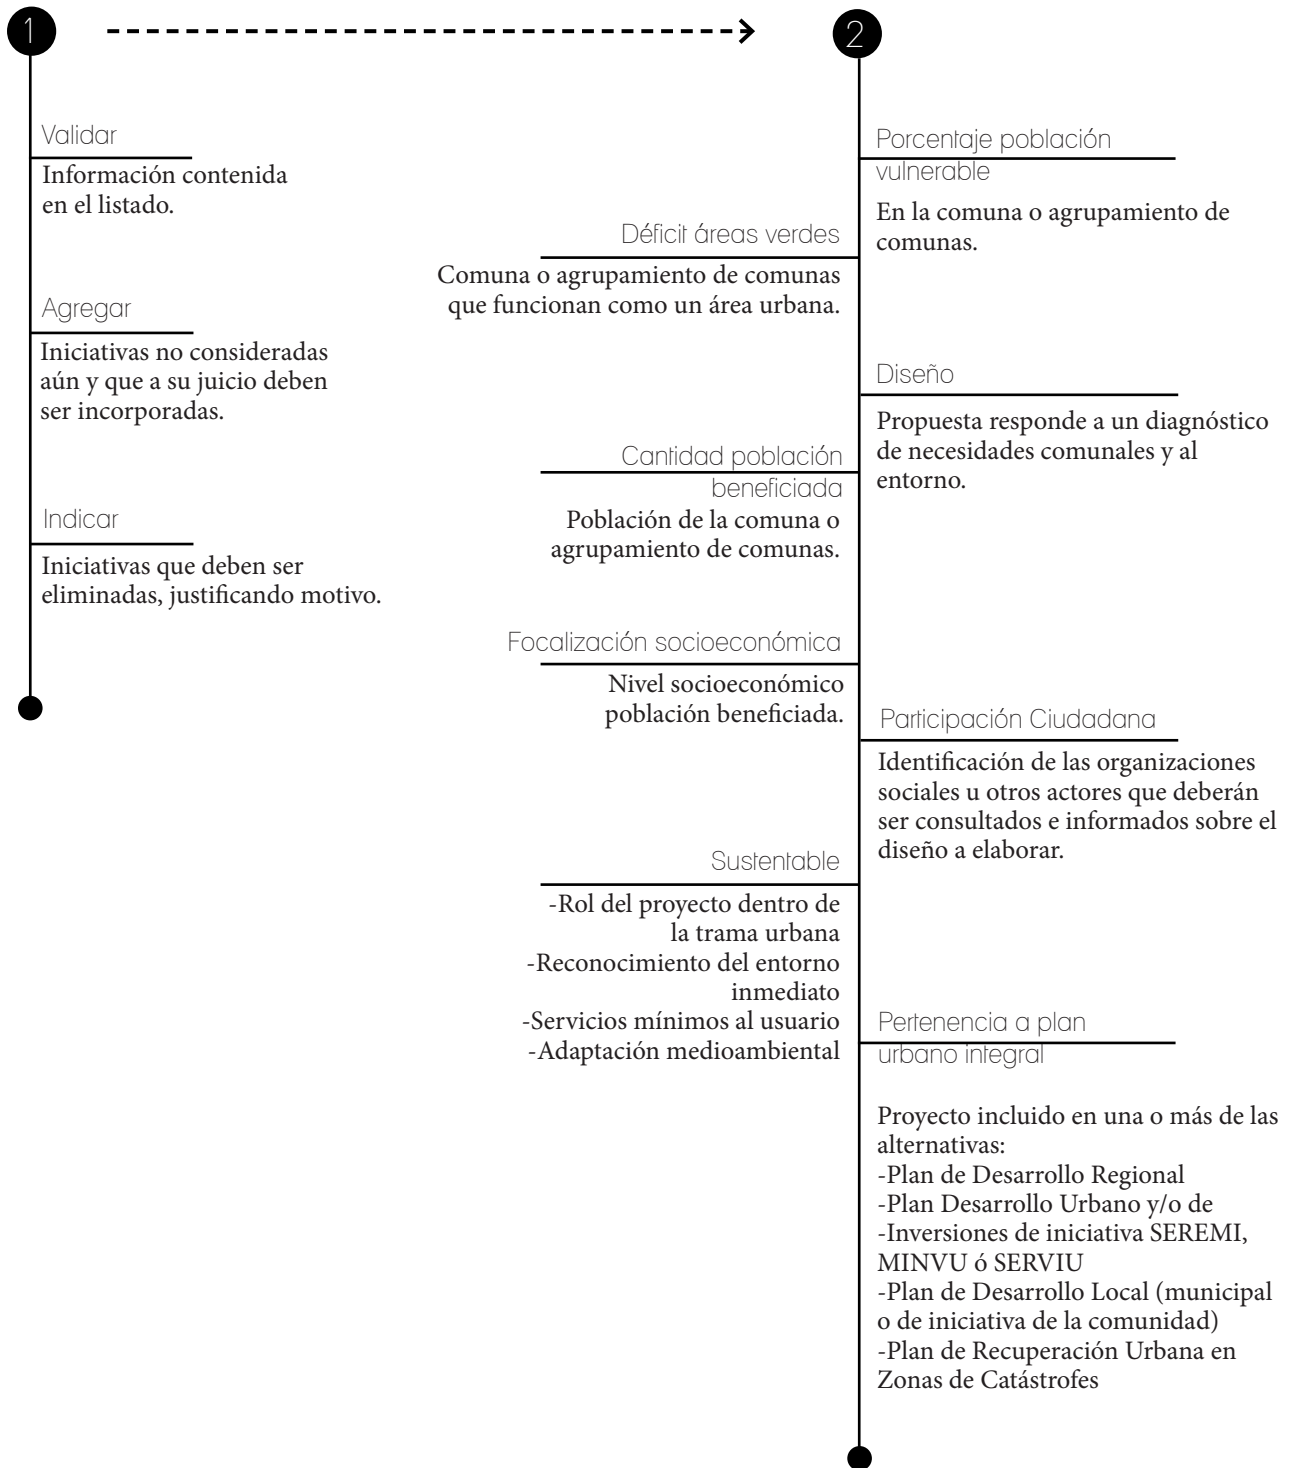 1
Validar
Información contenida
en el listado.
Agregar
Iniciativas no consideradas
aún y que a su juicio deben
ser incorporadas.
Indicar
Iniciativas que deben ser
eliminadas, justificando motivo.
2
Porcentaje población
vulnerable
En la comuna o agrupamiento de
comunas.
Déficit áreas verdes
Comuna o agrupamiento de comunas
que funcionan como un área urbana.
Diseño
Propuesta responde a un diagnóstico
de necesidades comunales y al
entorno.
Cantidad población
beneficiada
Población de la comuna o
agrupamiento de comunas.
Focalización socioeconómica
Nivel socioeconómico
población beneficiada.
Participación Ciudadana
Identificación de las organizaciones
sociales u otros actores que deberán
ser consultados e informados sobre el
diseño a elaborar.
Sustentable
-Rol del proyecto dentro de
la trama urbana
-Reconocimiento del entorno
inmediato
-Servicios mínimos al usuario
-Adaptación medioambiental
Pertenencia a plan
urbano integral
Proyecto incluido en una o más de las
alternativas:
-Plan de Desarrollo Regional
-Plan Desarrollo Urbano y/o de
-Inversiones de iniciativa SEREMI,
MINVU ó SERVIU
-Plan de Desarrollo Local (municipal
o de iniciativa de la comunidad)
-Plan de Recuperación Urbana en
Zonas de Catástrofes